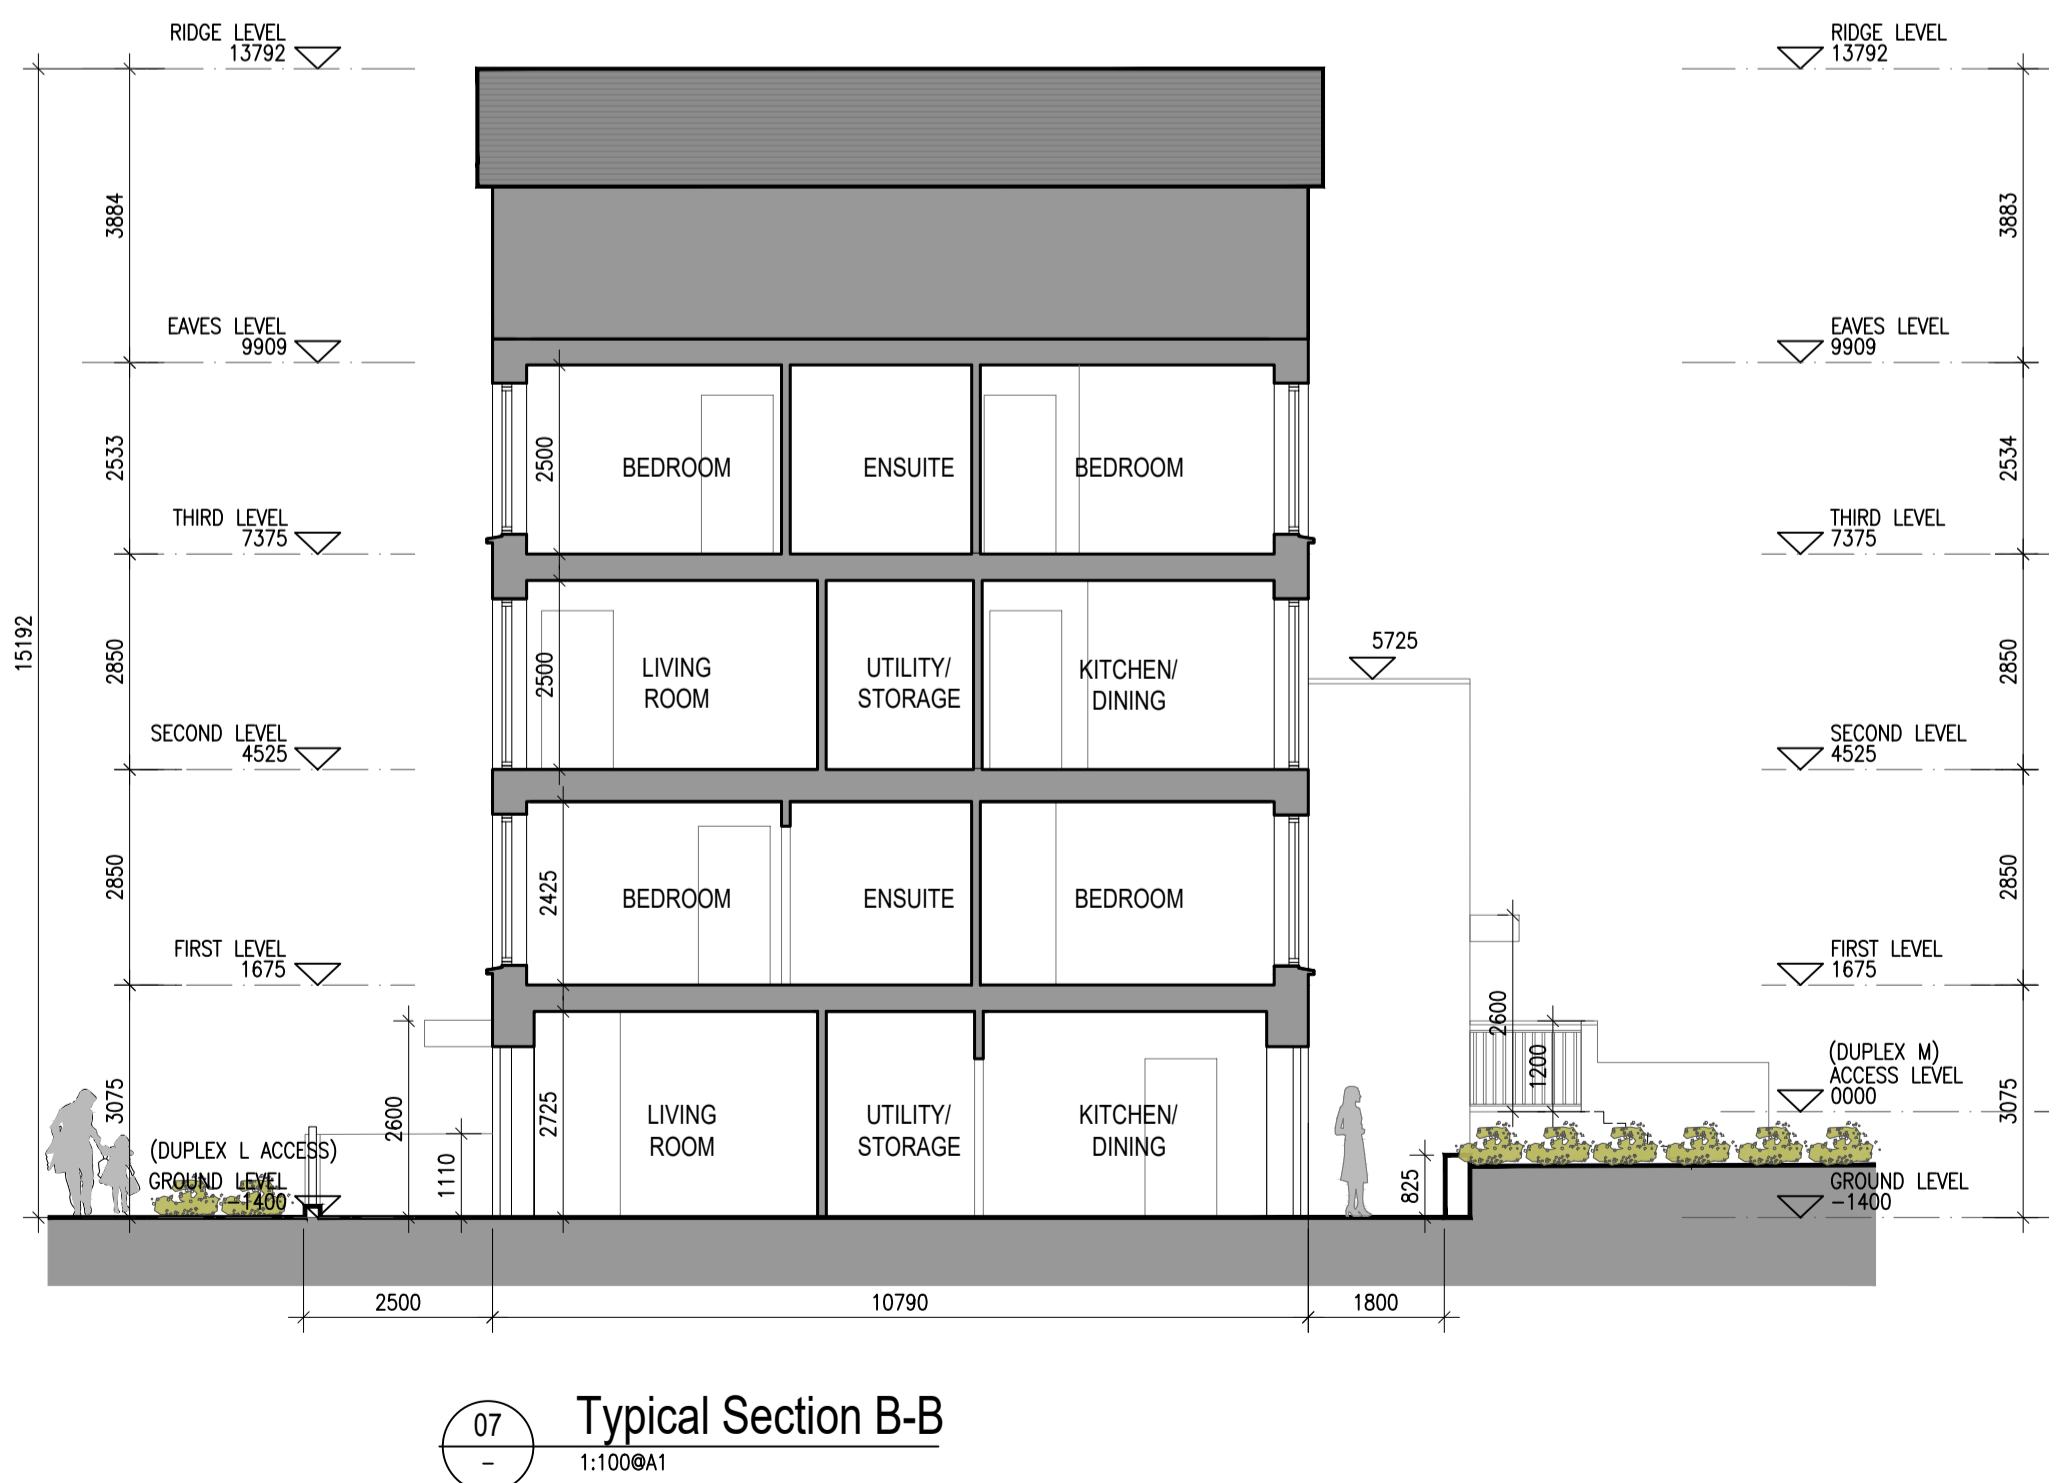 RIDGE LEVEL
13792
RIDGE LEVEL
13792
3884
3883
EAVES LEVEL
9909
EAVES LEVEL
9909
2533
2500
BEDROOM
ENSUITE
BEDROOM
2534
THIRD LEVEL
7375
THIRD LEVEL
7375
15192
2850
2500
LIVING
ROOM
UTILITY/
STORAGE
KITCHEN/
DINING
5725
2850
SECOND LEVEL
4525
SECOND LEVEL
4525
2850
2425
BEDROOM
ENSUITE
BEDROOM
2850
FIRST LEVEL
1675
FIRST LEVEL
1675
2600
1200
(DUPLEX M)
ACCESS LEVEL
0000
3075
2600
2725
LIVING
ROOM
UTILITY/
STORAGE
KITCHEN/
DINING
3075
(DUPLEX L ACCESS)
GROUND LEVEL
-1400
1110
825
GROUND LEVEL
-1400
2500
10790
1800
07
-
Typical Section B-B
1:100@A1